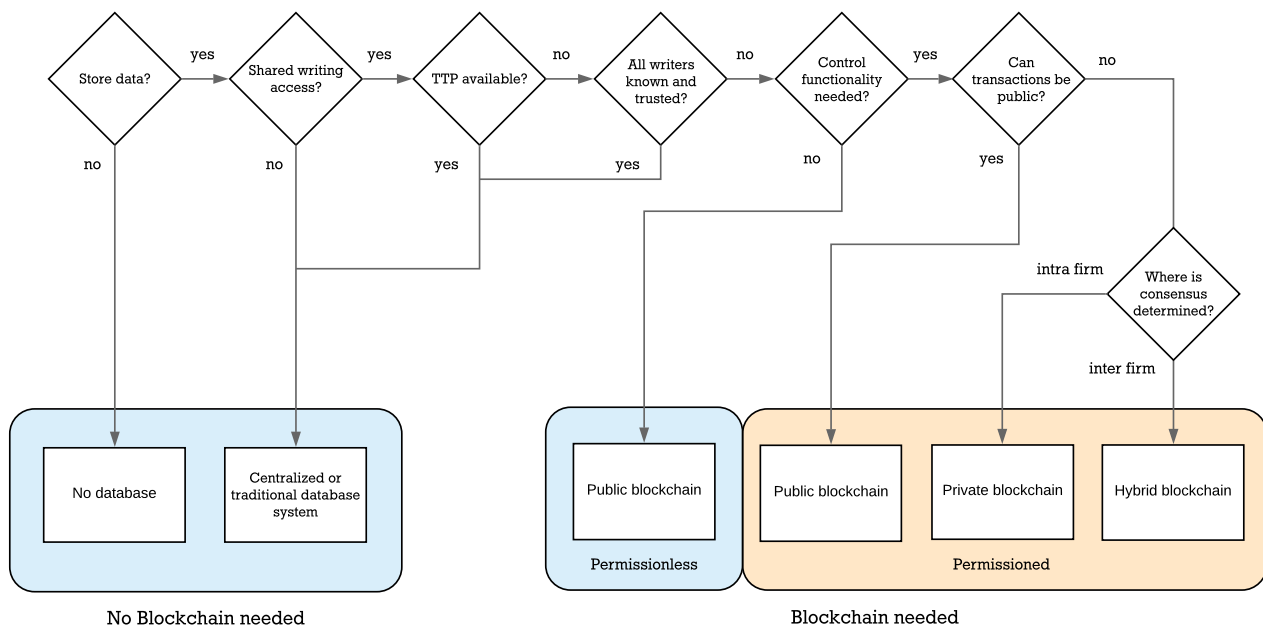 Store data?
yes
Shared writing
access?
yes
TTP available?
no
All writers
known and
trusted?
no
Control
functionality
needed?
yes
Can
transactions be
public?
no
no
no
yes
yes
no
yes
intra firm
Where is
consensus
determined?
inter firm
No database
Centralized or
traditional database
system
Public blockchain
Public blockchain
Private blockchain
Hybrid blockchain
Permissionless
Permissioned
No Blockchain needed
Blockchain needed